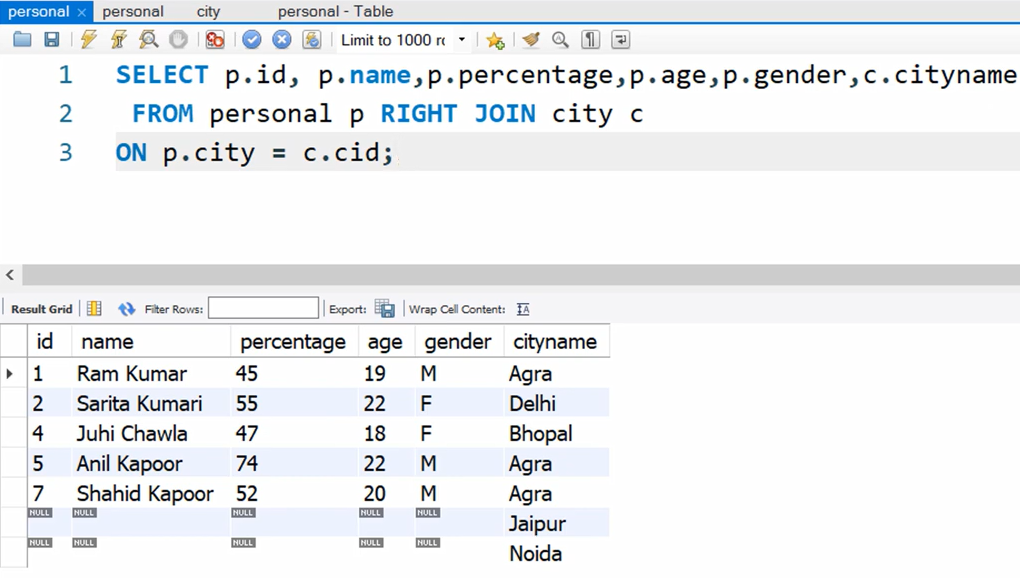 personal × personal city personal - Table
Limit to 1000 rc
1 SELECT p.id, p.name,p.percentage,p.age,p.gender,c.cityname
2 FROM personal p RIGHT JOIN city c
3 ON p.city = c.cid;
Result Grid Filter Rows: Export: Wrap Cell Content:
id name percentage age gender cityname
1 Ram Kumar 45 19 M Agra
2 Sarita Kumari 55 22 F Delhi
4 Juhi Chawla 47 18 F Bhopal
5 Anil Kapoor 74 22 M Agra
7 Shahid Kapoor 52 20 M Agra
NULL NULL NULL NULL NULL Jaipur
NULL NULL NULL NULL NULL Noida